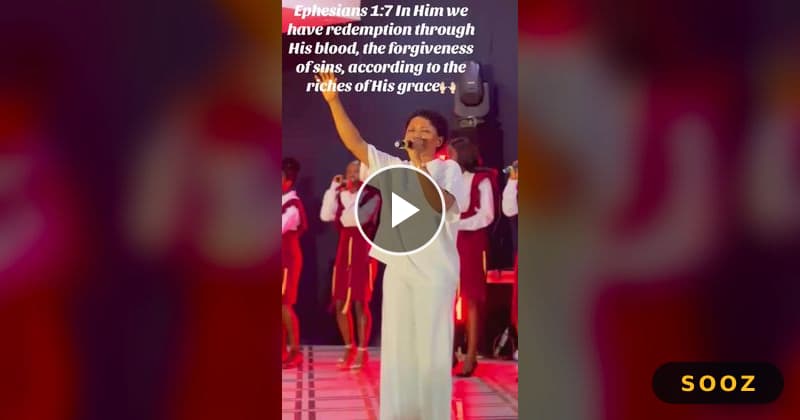 Ephesians 1:7 In Him we
have redemption through
His blood, the forgiveness
of sins, according to the
riches of His grace🙌🏻
SOOZ